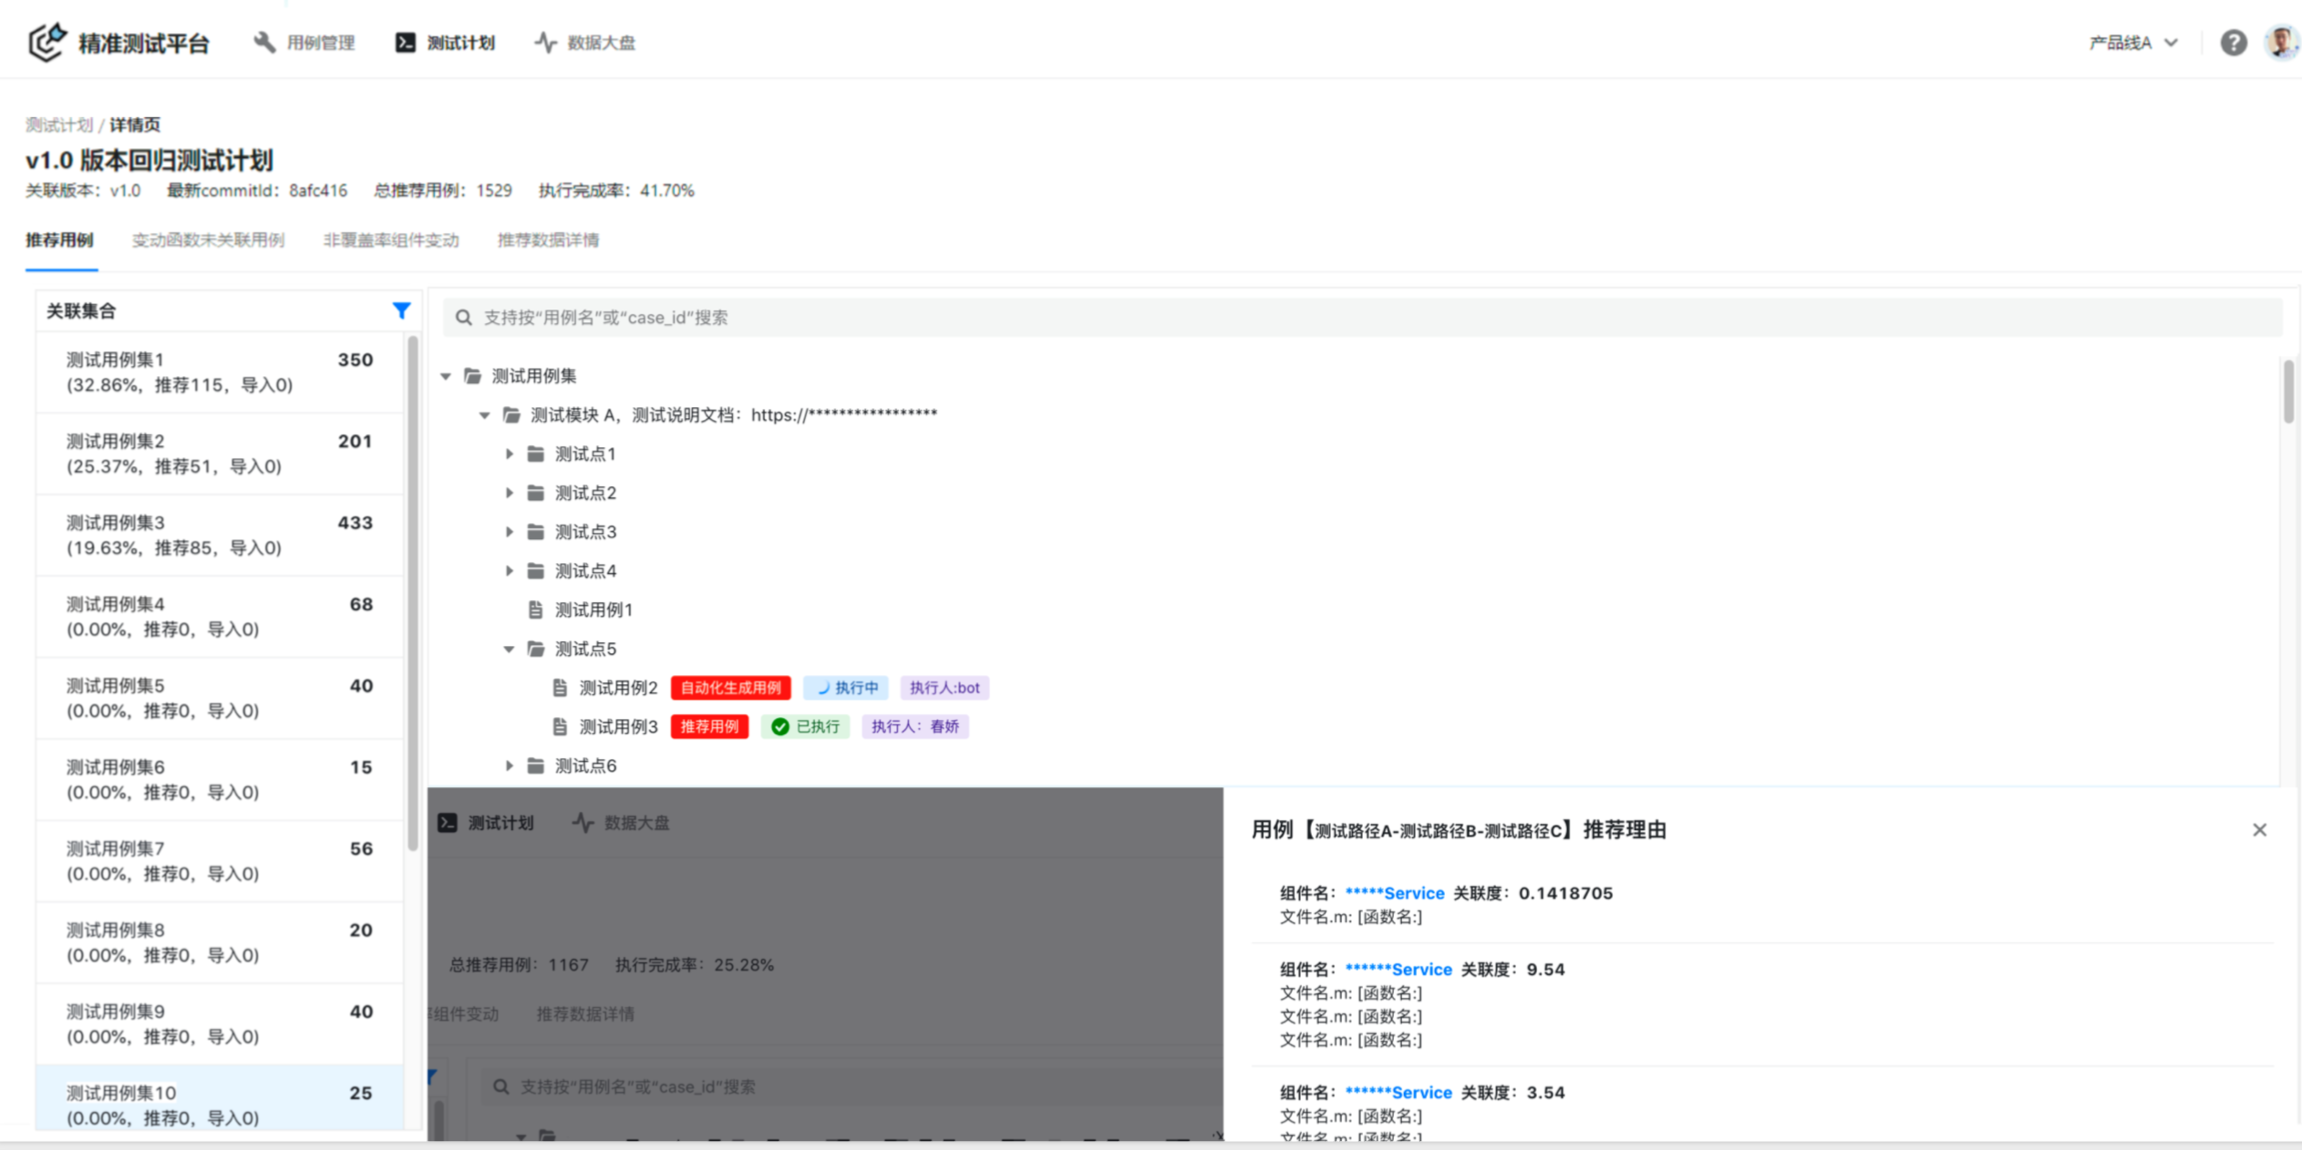 精准测试平台 用例管理 测试计划 数据大盘 产品线A
测试计划 / 详情页
v1.0 版本回归测试计划
关联版本：v1.0 最新commitId：8afc416 总推荐用例：1529 执行完成率：41.70%
推荐用例 变动函数未关联用例 非覆盖率组件变动 推荐数据详情
关联集合
测试用例集1 350
(32.86%，推荐115，导入0)
测试用例集2 201
(25.37%，推荐51，导入0)
测试用例集3 433
(19.63%，推荐85，导入0)
测试用例集4 68
(0.00%，推荐0，导入0)
测试用例集5 40
(0.00%，推荐0，导入0)
测试用例集6 15
(0.00%，推荐0，导入0)
测试用例集7 56
(0.00%，推荐0，导入0)
测试用例集8 20
(0.00%，推荐0，导入0)
测试用例集9 40
(0.00%，推荐0，导入0)
测试用例集10 25
(0.00%，推荐0，导入0)
支持按“用例名”或“case_id”搜索
测试用例集
测试模块 A，测试说明文档：https://*****************
测试点1
测试点2
测试点3
测试点4
测试用例1
测试点5
测试用例2 自动化生成用例 执行中 执行人:bot
测试用例3 推荐用例 已执行 执行人：春娇
测试点6
测试计划 数据大盘
总推荐用例：1167 执行完成率：25.28%
组件变动 推荐数据详情
支持按“用例名”或“case_id”搜索
用例【测试路径A-测试路径B-测试路径C】推荐理由
组件名：*****Service 关联度：0.1418705
文件名.m: [函数名:]
组件名：******Service 关联度：9.54
文件名.m: [函数名:]
文件名.m: [函数名:]
文件名.m: [函数名:]
组件名：******Service 关联度：3.54
文件名.m: [函数名:]
文件名.m: [函数名:]